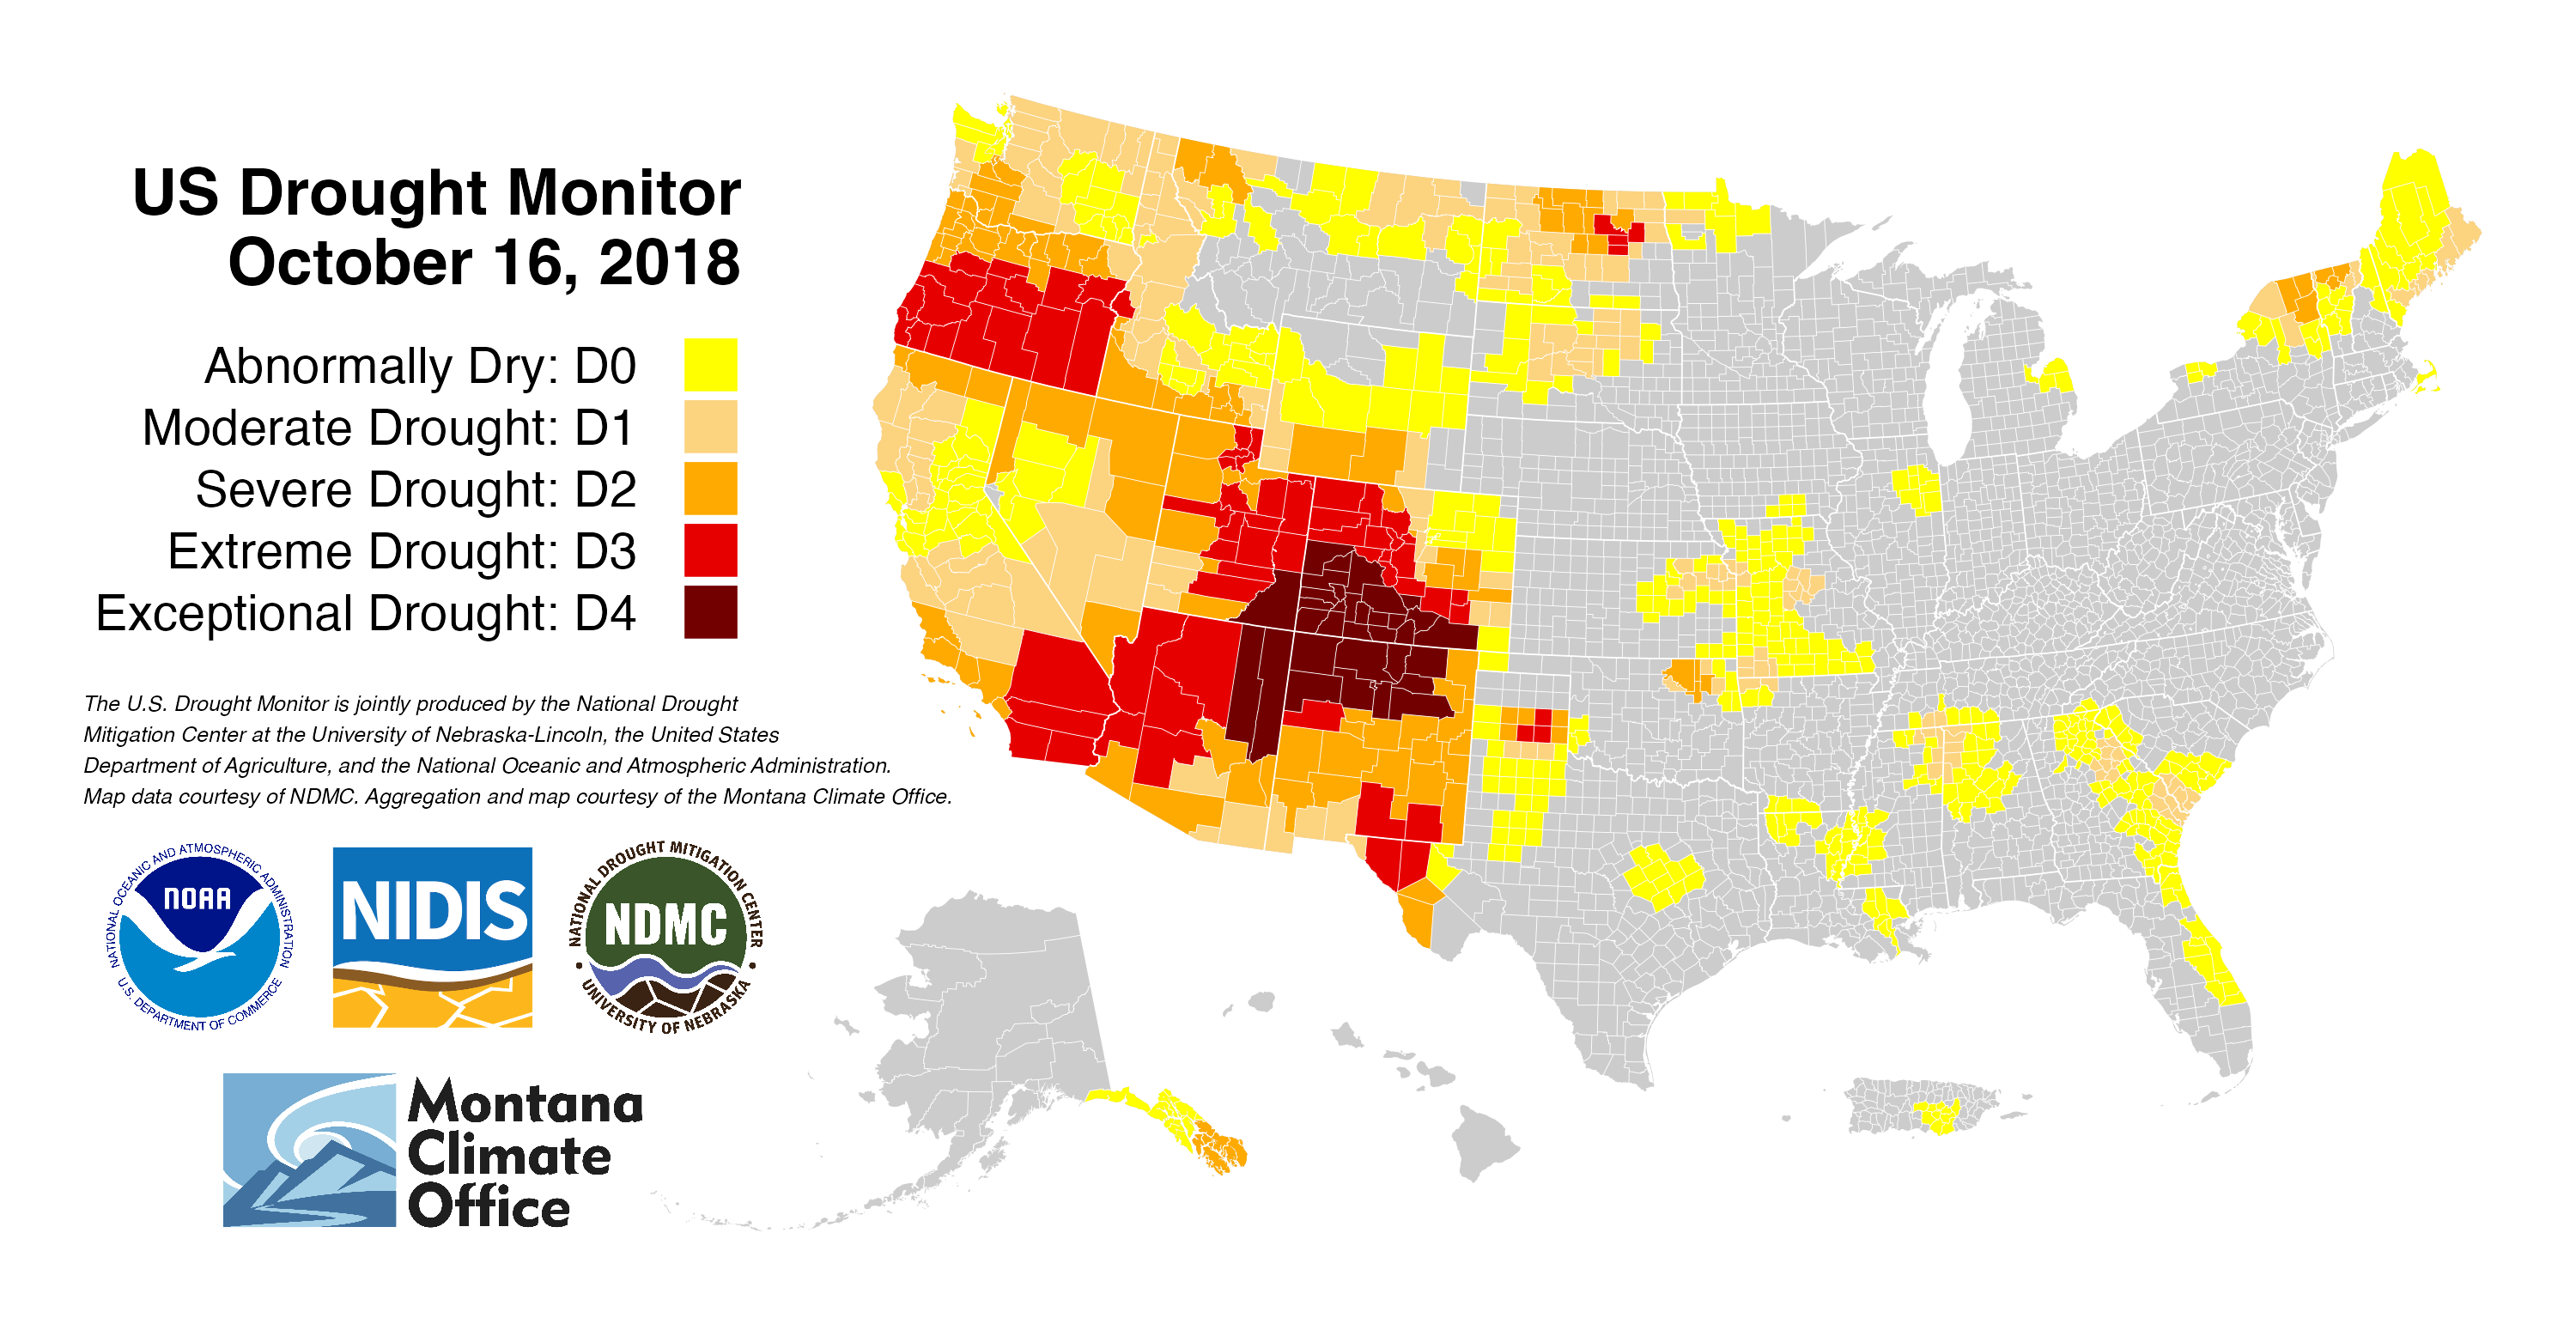 US Drought Monitor
October 16, 2018
Abnormally Dry: D0
Moderate Drought: D1
Severe Drought: D2
Extreme Drought: D3
Exceptional Drought: D4
The U.S. Drought Monitor is jointly produced by the National Drought
Mitigation Center at the University of Nebraska-Lincoln, the United States
Department of Agriculture, and the National Oceanic and Atmospheric Administration.
Map data courtesy of NDMC. Aggregation and map courtesy of the Montana Climate Office.
NATIONAL OCEANIC AND ATMOSPHERIC ADMINISTRATION
NOAA
U.S. DEPARTMENT OF COMMERCE
NIDIS
NATIONAL DROUGHT MITIGATION CENTER
NDMC
• UNIVERSITY OF NEBRASKA •
Montana
Climate
Office